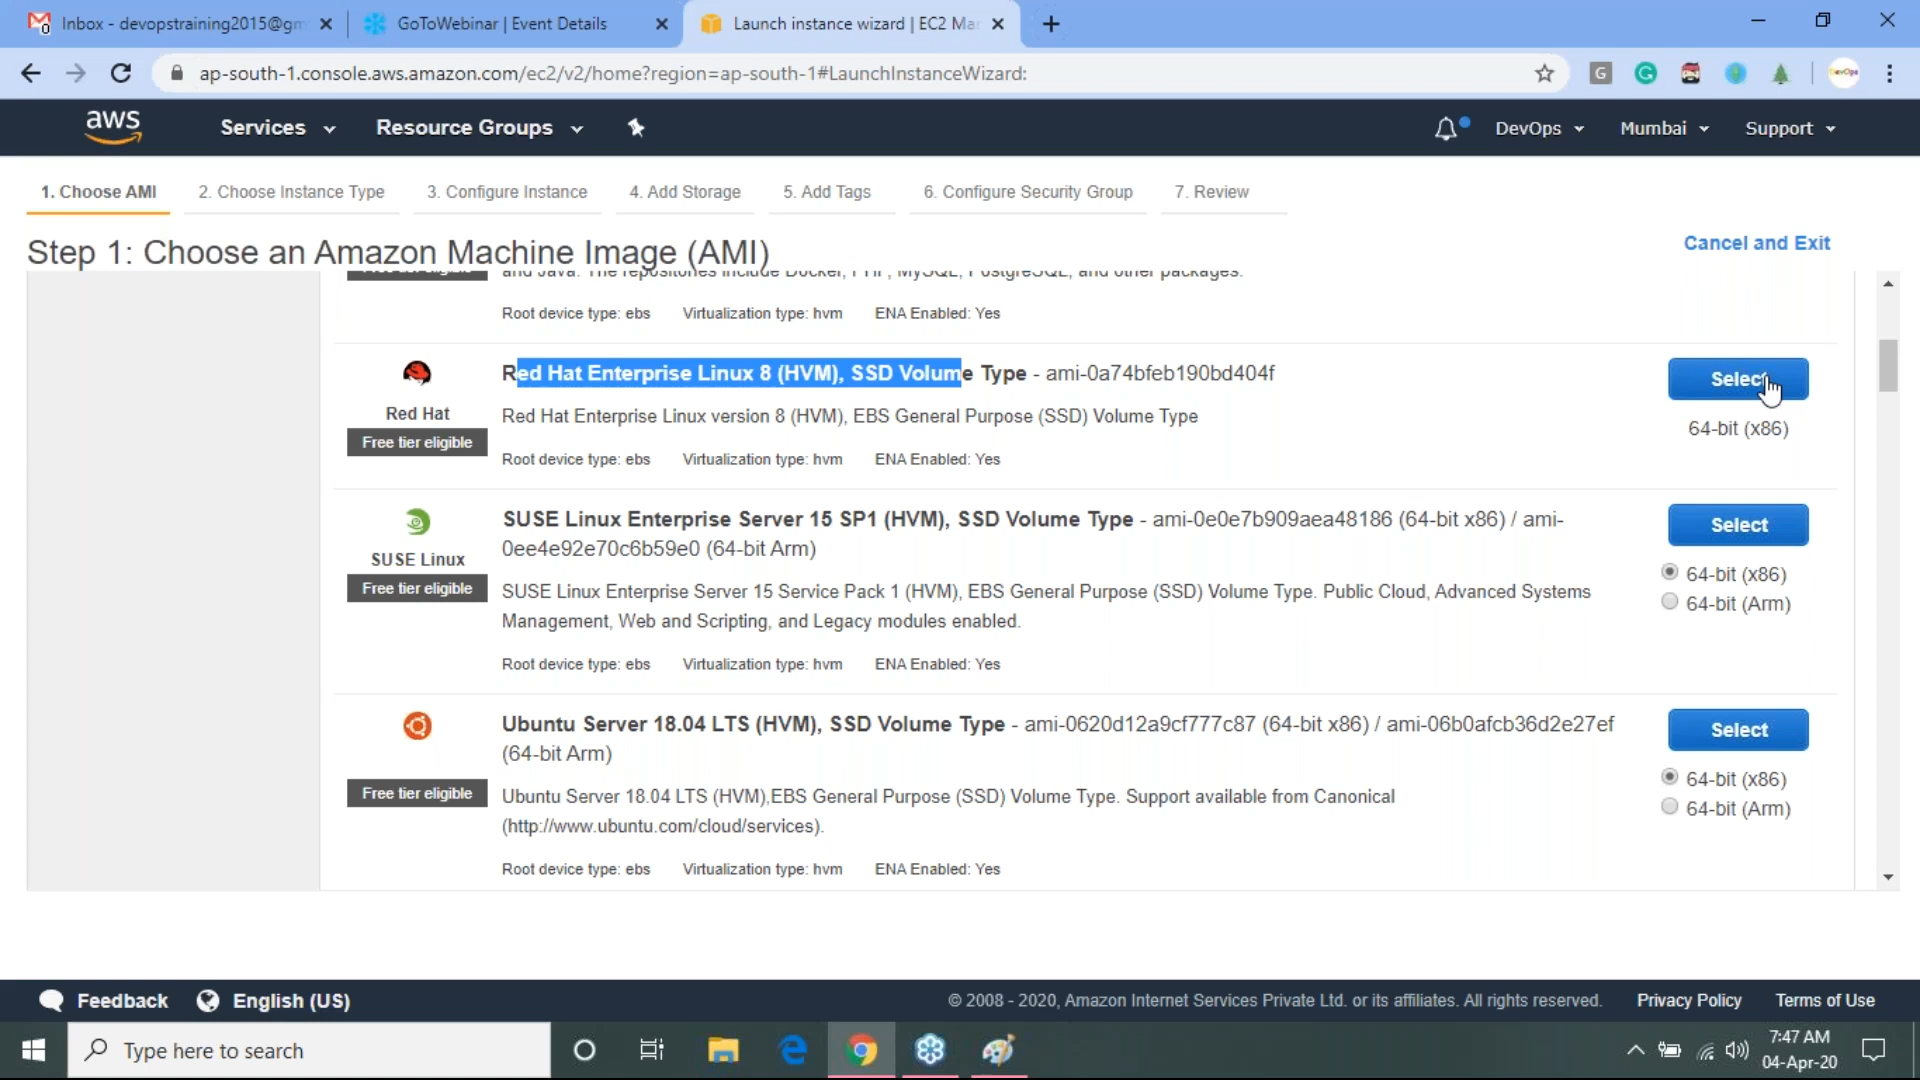 Inbox - devopstraining2015@gm
GoToWebinar | Event Details
Launch instance wizard | EC2 Ma
ap-south-1.console.aws.amazon.com/ec2/v2/home?region=ap-south-1#LaunchInstanceWizard:
aws
Services
Resource Groups
DevOps
Mumbai
Support
1. Choose AMI
2. Choose Instance Type
3. Configure Instance
4. Add Storage
5. Add Tags
6. Configure Security Group
7. Review
Step 1: Choose an Amazon Machine Image (AMI)
Cancel and Exit
and Java. The repositories include Docker, PHP, MySQL, PostgreSQL, and other packages.
Root device type: ebs Virtualization type: hvm ENA Enabled: Yes
Red Hat
Free tier eligible
Red Hat Enterprise Linux 8 (HVM), SSD Volume Type - ami-0a74bfeb190bd404f
Red Hat Enterprise Linux version 8 (HVM), EBS General Purpose (SSD) Volume Type
Root device type: ebs Virtualization type: hvm ENA Enabled: Yes
Select
64-bit (x86)
SUSE Linux
Free tier eligible
SUSE Linux Enterprise Server 15 SP1 (HVM), SSD Volume Type - ami-0e0e7b909aea48186 (64-bit x86) / ami-
0ee4e92e70c6b59e0 (64-bit Arm)
SUSE Linux Enterprise Server 15 Service Pack 1 (HVM), EBS General Purpose (SSD) Volume Type. Public Cloud, Advanced Systems
Management, Web and Scripting, and Legacy modules enabled.
Root device type: ebs Virtualization type: hvm ENA Enabled: Yes
Select
64-bit (x86)
64-bit (Arm)
Free tier eligible
Ubuntu Server 18.04 LTS (HVM), SSD Volume Type - ami-0620d12a9cf777c87 (64-bit x86) / ami-06b0afcb36d2e27ef
(64-bit Arm)
Ubuntu Server 18.04 LTS (HVM),EBS General Purpose (SSD) Volume Type. Support available from Canonical
(http://www.ubuntu.com/cloud/services).
Root device type: ebs Virtualization type: hvm ENA Enabled: Yes
Select
64-bit (x86)
64-bit (Arm)
Feedback
English (US)
© 2008 - 2020, Amazon Internet Services Private Ltd. or its affiliates. All rights reserved.
Privacy Policy
Terms of Use
Type here to search
7:47 AM
04-Apr-20